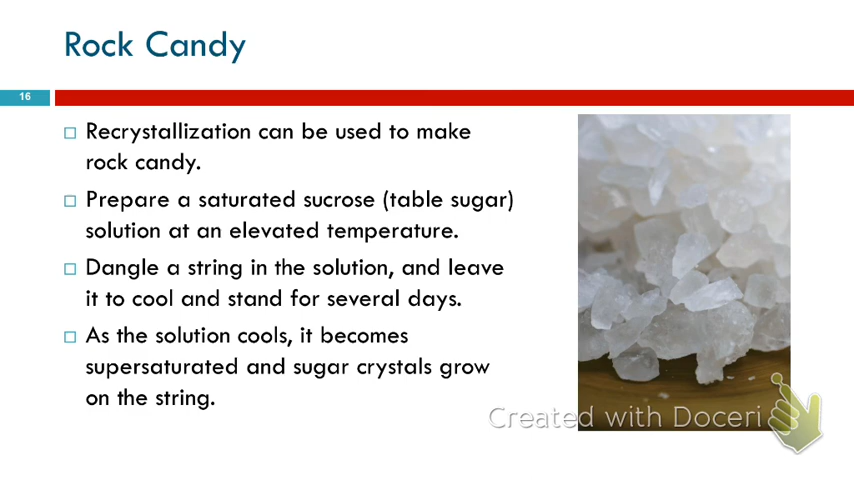 Rock Candy
16
Recrystallization can be used to make
rock candy.
Prepare a saturated sucrose (table sugar)
solution at an elevated temperature.
Dangle a string in the solution, and leave
it to cool and stand for several days.
As the solution cools, it becomes
supersaturated and sugar crystals grow
on the string.
Created with Doceri